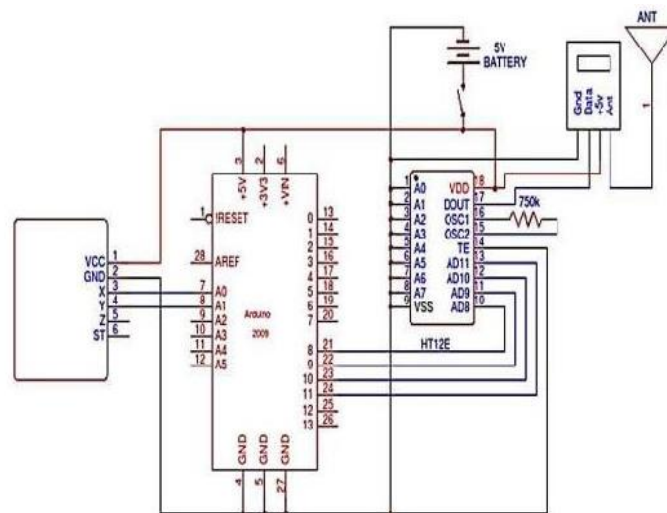 ANT
5V
BATTERY
Gnd
Data
+5v
Ant
1
3
2
6
+5V
+3V3
+VIN
1
!RESET
28
AREF
7
A0
8
A1
9
A2
10
A3
11
A4
12
A5
Arduino
2009
0
13
1
14
2
15
3
16
4
17
5
18
6
19
7
20
8
21
9
22
10
23
11
24
12
25
13
26
GND
GND
GND
4
5
27
VCC
1
GND
2
X
3
Y
4
Z
5
ST
6
1
A0
VDD
18
2
A1
DOUT
17
750k
3
A2
OSC1
16
4
A3
OSC2
15
5
A4
TE
14
6
A5
AD11
13
7
A6
AD10
12
8
A7
AD9
11
9
VSS
AD8
10
HT12E